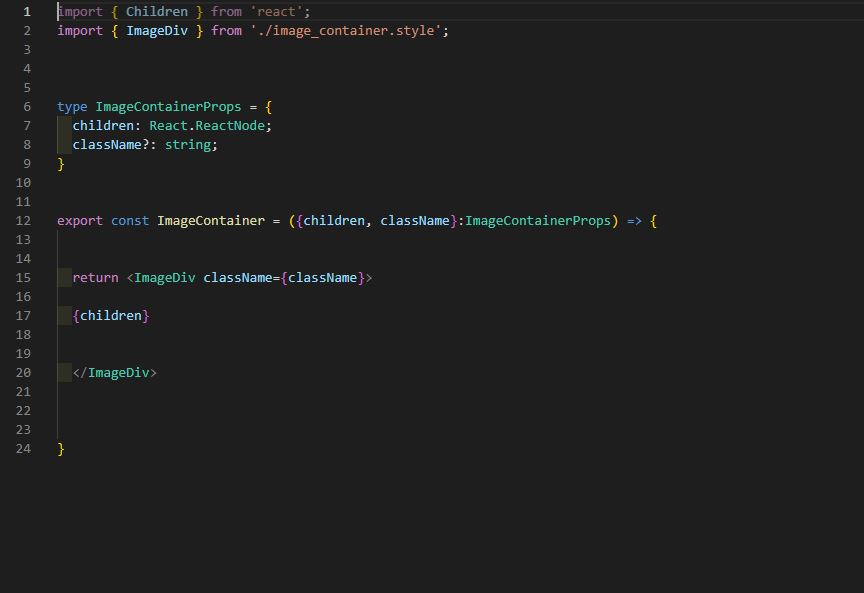 1 import { Children } from 'react';
2 import { ImageDiv } from './image_container.style';
3
4
5
6 type ImageContainerProps = {
7   children: React.ReactNode;
8   className?: string;
9 }
10
11
12 export const ImageContainer = ({children, className}:ImageContainerProps) => {
13
14
15   return <ImageDiv className={className}>
16
17   {children}
18
19
20   </ImageDiv>
21
22
23
24 }